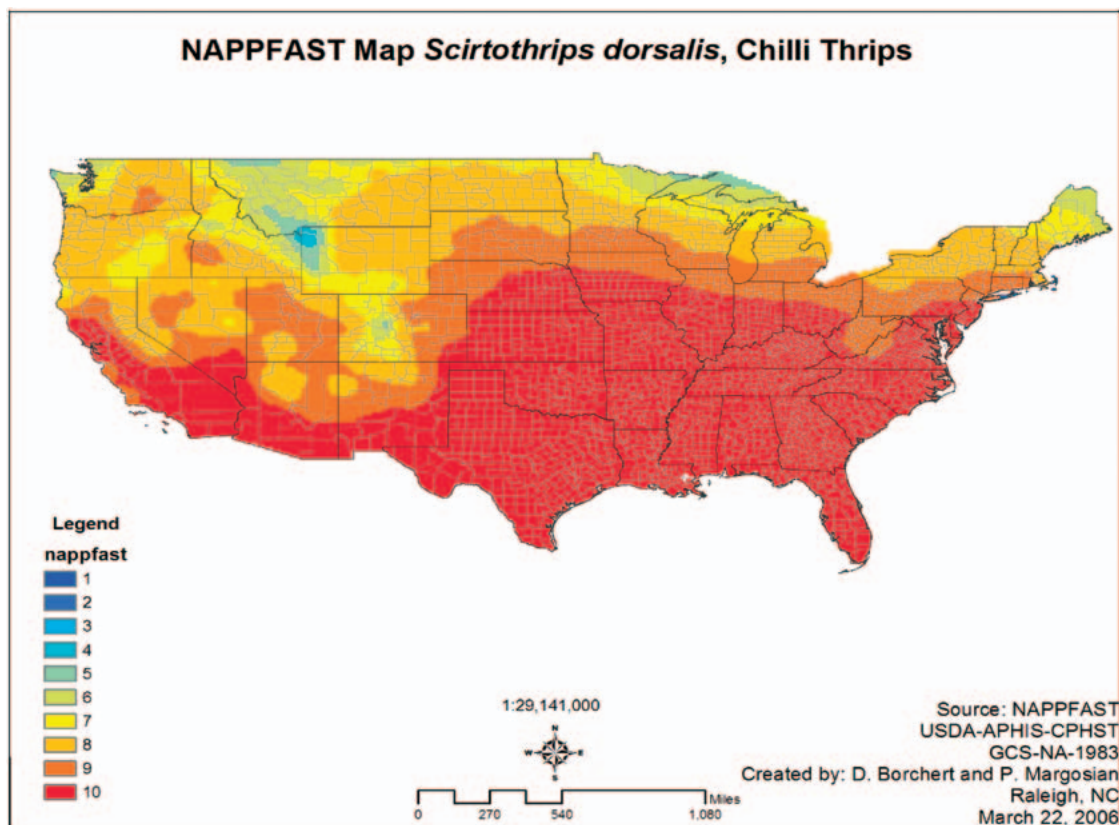 NAPPFAST Map Scirtothrips dorsalis, Chilli Thrips
Legend
nappfast
1
2
3
4
5
6
7
8
9
10
1:29,141,000
N
W E
S
0 270 540 1.080 Miles
Source: NAPPFAST
USDA-APHIS-CPHST
GCS-NA-1983
Created by: D. Borchert and P. Margosian
Raleigh, NC
March 22, 2006